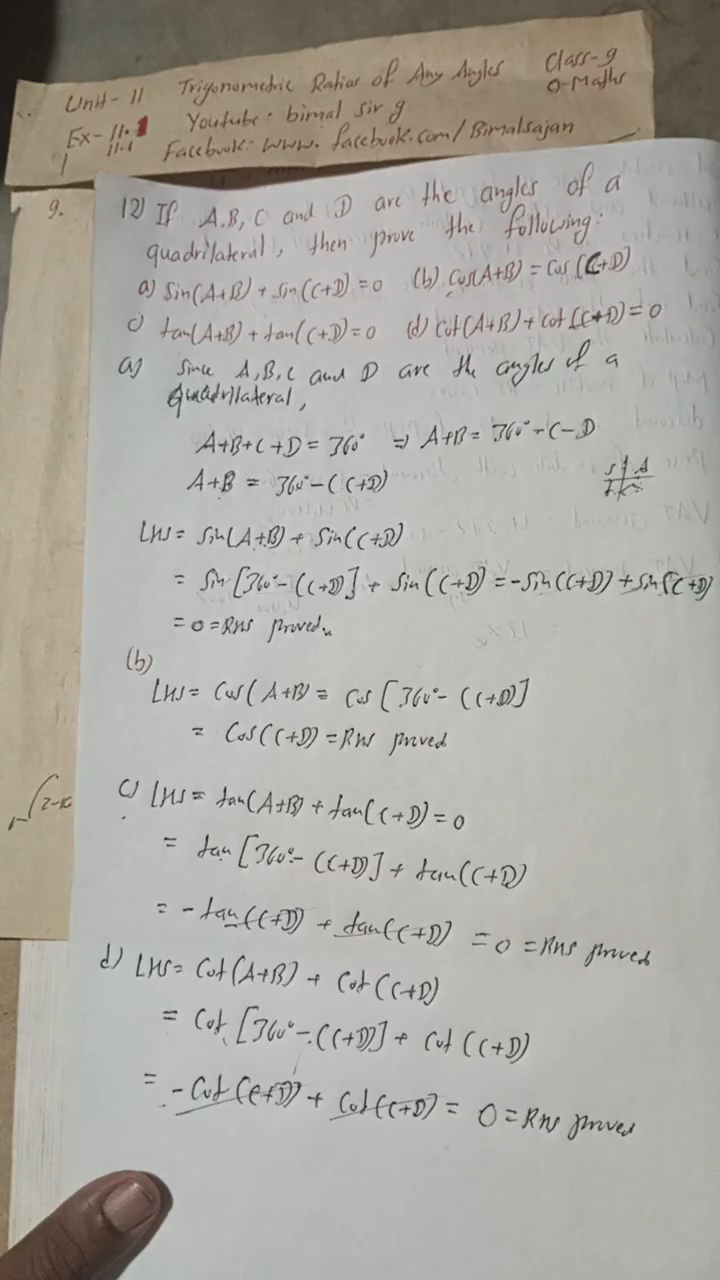 Unit-11 Trigonometric Ratios of Any Angles Class-9
Ex-11.1 Youtube: bimal sir g O-Maths
11.1 Facebook: www.facebook.com/Bimalsajan
9.
12) If A,B, C and D are the angles of a
quadrilateral, then prove the following:
a) Sin(A+B) + sin(C+D) = 0 (b) Cos(A+B) = Cos (C+D)
c) tan(A+B) + tan(C+D) = 0 (d) Cot(A+B) + Cot (C+D) = 0
a) Since A,B,C and D are the angles of a
quadrilateral,
A+B+C+D = 360° ⇒ A+B = 360°-C-D
A+B = 360°-(C+D)
LHS = Sin(A+B) + Sin(C+D)
= Sin [360°-(C+D)] + Sin (C+D) = -Sin (C+D) + Sin (C+D)
= 0 = RHS proved.
(b)
LHS = Cos (A+B) = Cos [360°- (C+D)]
= Cos (C+D) = RHS proved
c) LHS = tan(A+B) + tan(C+D) = 0
= tan [360°- (C+D)] + tan (C+D)
= -tan (C+D) + tan(C+D) = 0 = RHS proved
d) LHS = Cot (A+B) + Cot (C+D)
= Cot [360°-(C+D)] + Cot (C+D)
= -Cot (C+D) + Cot (C+D) = 0 = RHS proved